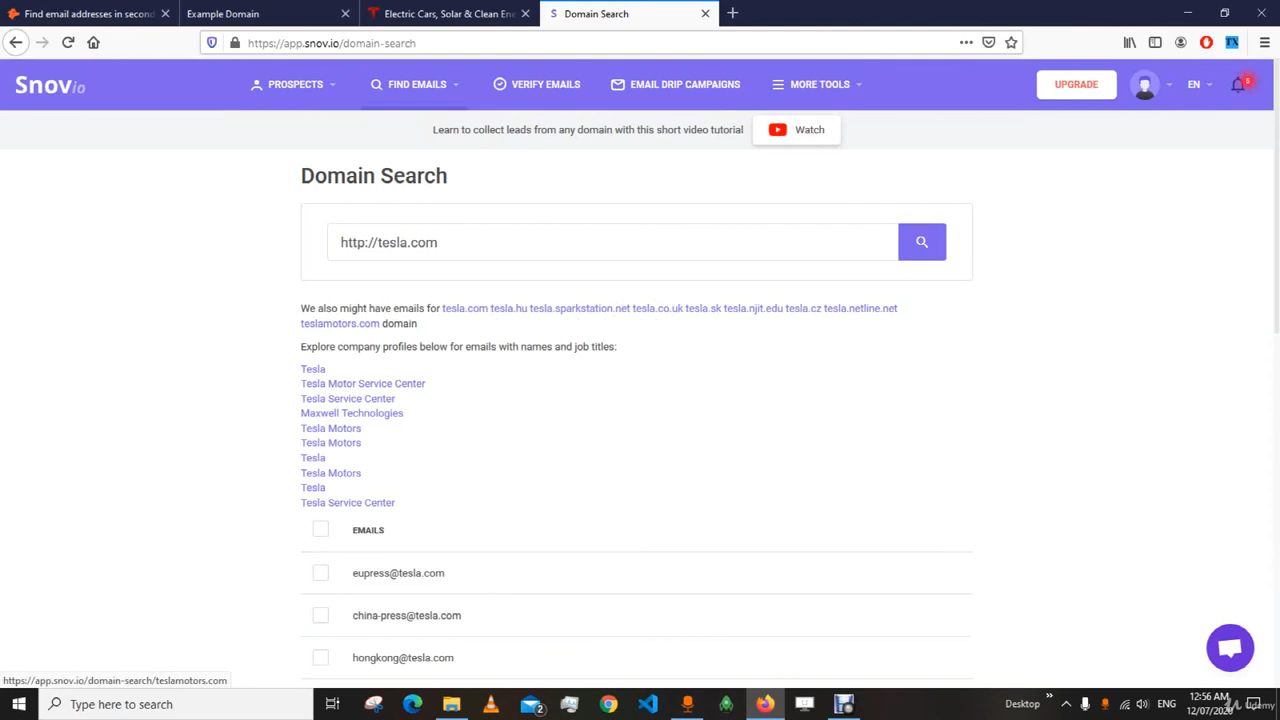 Find email addresses in second
Example Domain
Electric Cars, Solar & Clean Ene
S Domain Search
https://app.snov.io/domain-search
Snovio
PROSPECTS
FIND EMAILS
VERIFY EMAILS
EMAIL DRIP CAMPAIGNS
MORE TOOLS
UPGRADE
EN
5
Learn to collect leads from any domain with this short video tutorial
Watch
Domain Search
http://tesla.com
We also might have emails for tesla.com tesla.hu tesla.sparkstation.net tesla.co.uk tesla.sk tesla.njit.edu tesla.cz tesla.netline.net
teslamotors.com domain
Explore company profiles below for emails with names and job titles:
Tesla
Tesla Motor Service Center
Tesla Service Center
Maxwell Technologies
Tesla Motors
Tesla Motors
Tesla
Tesla Motors
Tesla
Tesla Service Center
EMAILS
eupress@tesla.com
china-press@tesla.com
hongkong@tesla.com
https://app.snov.io/domain-search/teslamotors.com
Type here to search
2
Desktop
ENG
12:56 AM
Udemy